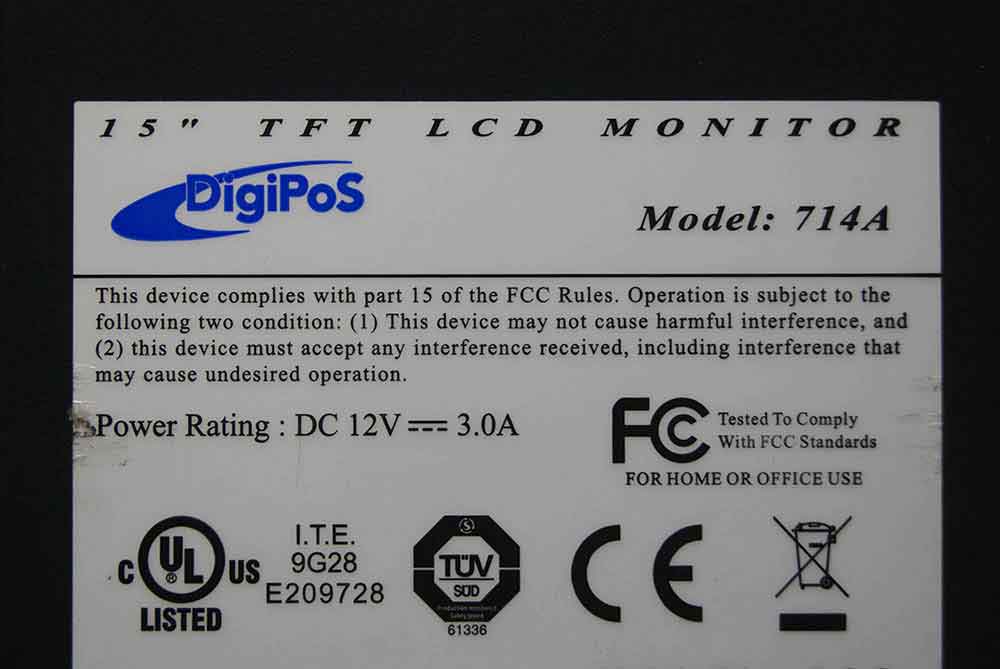 15" TFT LCD MONITOR
DigiPoS
Model: 714A
This device complies with part 15 of the FCC Rules. Operation is subject to the
following two condition: (1) This device may not cause harmful interference, and
(2) this device must accept any interference received, including interference that
may cause undesired operation.
Power Rating : DC 12V ⎓ 3.0A
FC Tested To Comply
With FCC Standards
FOR HOME OR OFFICE USE
C UL ® US
LISTED
I.T.E.
9G28
E209728
S
TÜV
SÜD
Production monitored
Safety tested
61336
CE